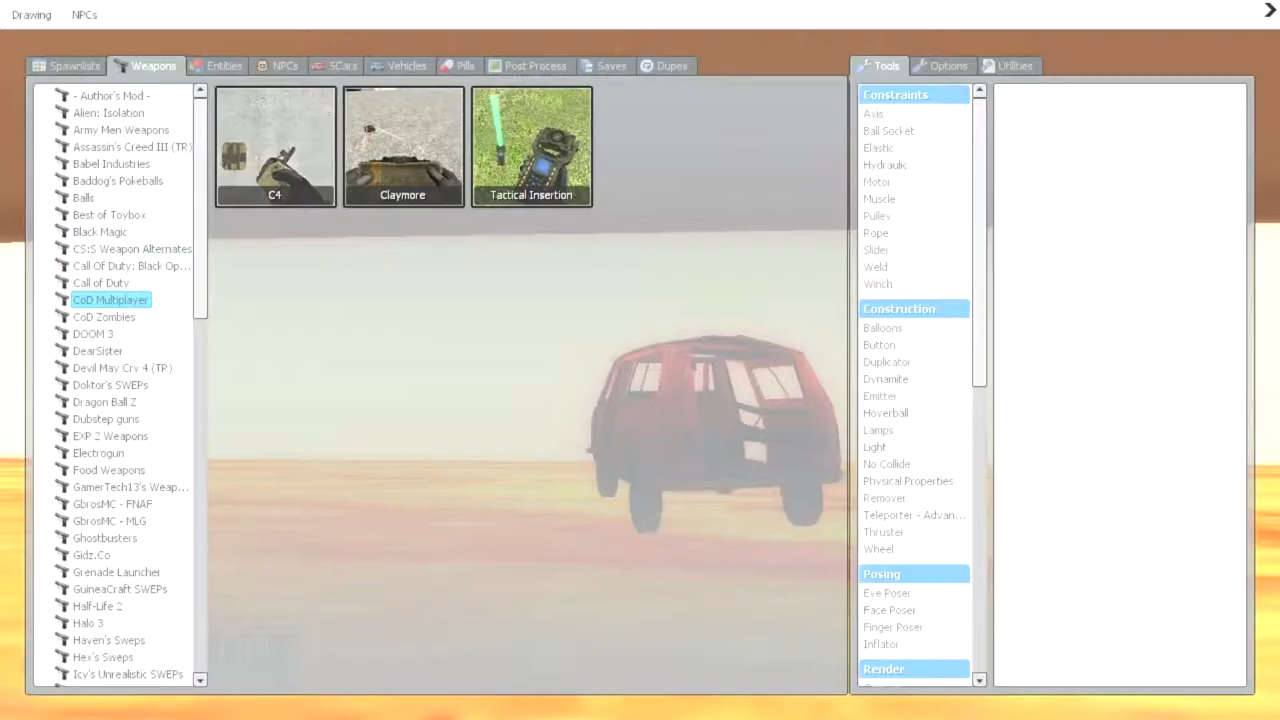 Drawing NPCs
Spawnlists Weapons Entities NPCs SCars Vehicles Pills Post Process Saves Dupes
Tools Options Utilities
- Author's Mod -
Alien: Isolation
Army Men Weapons
Assassin's Creed III (TR)
Babel Industries
Baddog's Pokeballs
Balls
Best of Toybox
Black Magic
CS:S Weapon Alternates
Call Of Duty: Black Op...
Call of Duty
CoD Multiplayer
CoD Zombies
DOOM 3
DearSister
Devil May Cry 4 (TR)
Doktor's SWEPs
Dragon Ball Z
Dubstep guns
EXP 2 Weapons
Electrogun
Food Weapons
GamerTech13's Weap...
GbrosMC - FNAF
GbrosMC - MLG
Ghostbusters
Gidz.Co
Grenade Launcher
GuineaCraft SWEPs
Half-Life 2
Halo 3
Haven's Sweps
Hex's Sweps
Icy's Unrealistic SWEPs
C4
Claymore
Tactical Insertion
Constraints
Axis
Ball Socket
Elastic
Hydraulic
Motor
Muscle
Pulley
Rope
Slider
Weld
Winch
Construction
Balloons
Button
Duplicator
Dynamite
Emitter
Hoverball
Lamps
Light
No Collide
Physical Properties
Remover
Teleporter - Advan...
Thruster
Wheel
Posing
Eye Poser
Face Poser
Finger Poser
Inflator
Render